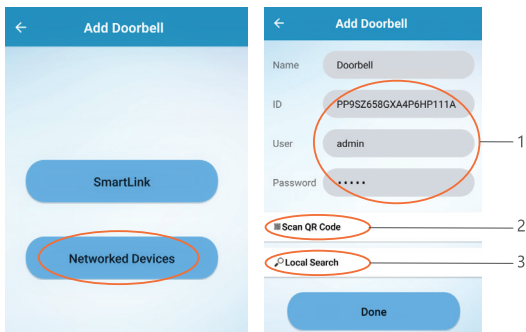 Add Doorbell
SmartLink
Networked Devices
Add Doorbell
Name Doorbell
ID PP9SZ658GXA4P6HP111A
User admin
Password •••••
Scan QR Code
Local Search
Done
1
2
3